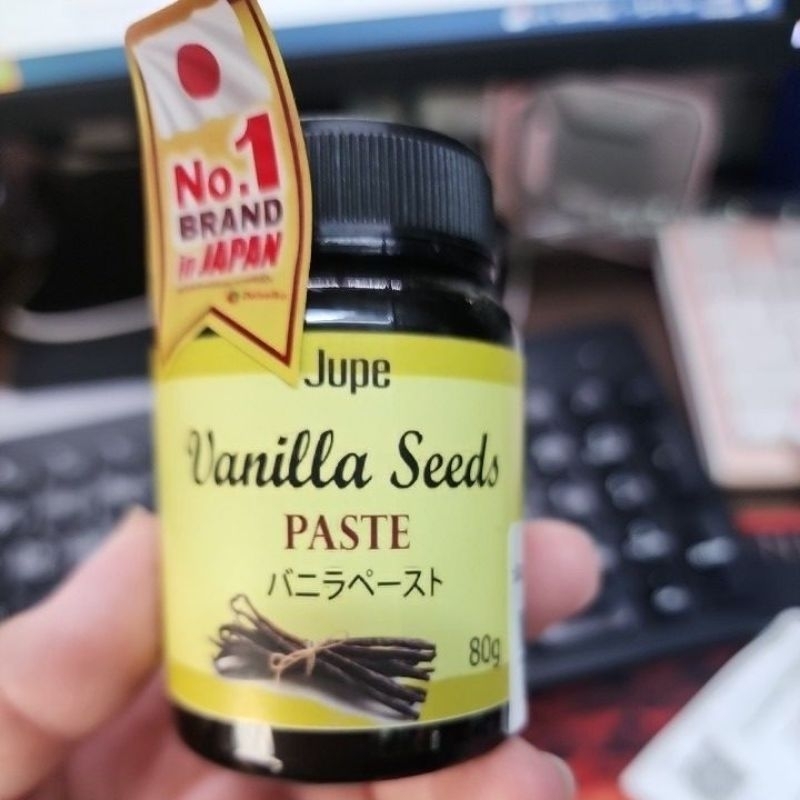 No.1
BRAND
in JAPAN
Jupe
Vanilla Seeds
PASTE
バニラペースト
80g